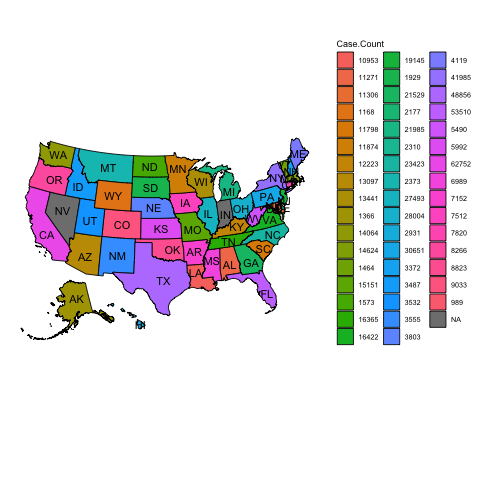 Case.Count
10953
11271
11306
1168
11798
11874
12223
13097
13441
1366
14064
14624
1464
15151
1573
16365
16422
19145
1929
21529
2177
21985
2310
23423
2373
27493
28004
2931
30651
3372
3487
3532
3555
3803
4119
41985
48856
53510
5490
5992
62752
6989
7152
7512
7820
8266
8823
9033
989
NA
WA
MT
ND
MN
ME
OR
ID
SD
WI
MI
NY
WY
IA
NE
PA
NV
UT
CO
IL
IN
OH
CA
KS
MO
KY
WV
VA
AZ
NM
OK
AR
TN
NC
SC
MS
AL
GA
TX
LA
FL
AK
HI